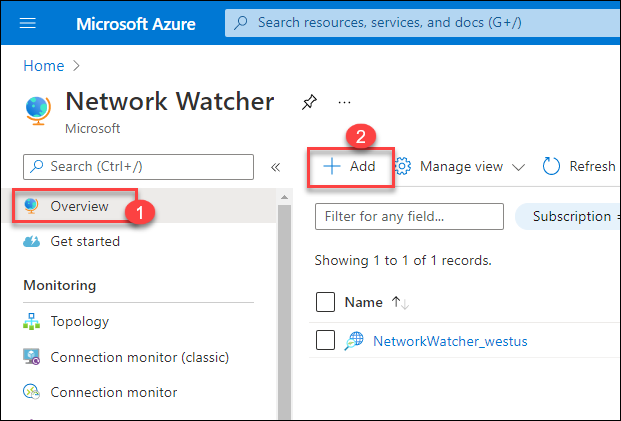 Microsoft Azure
Search resources, services, and docs (G+/)
Home
Network Watcher
Microsoft
...
2
Search (Ctrl+/)
«
Add
Manage view
Refresh
Overview
1
Get started
Filter for any field...
Subscription =
Showing 1 to 1 of 1 records.
Monitoring
Name ↑↓
Topology
NetworkWatcher_westus
Connection monitor (classic)
Connection monitor